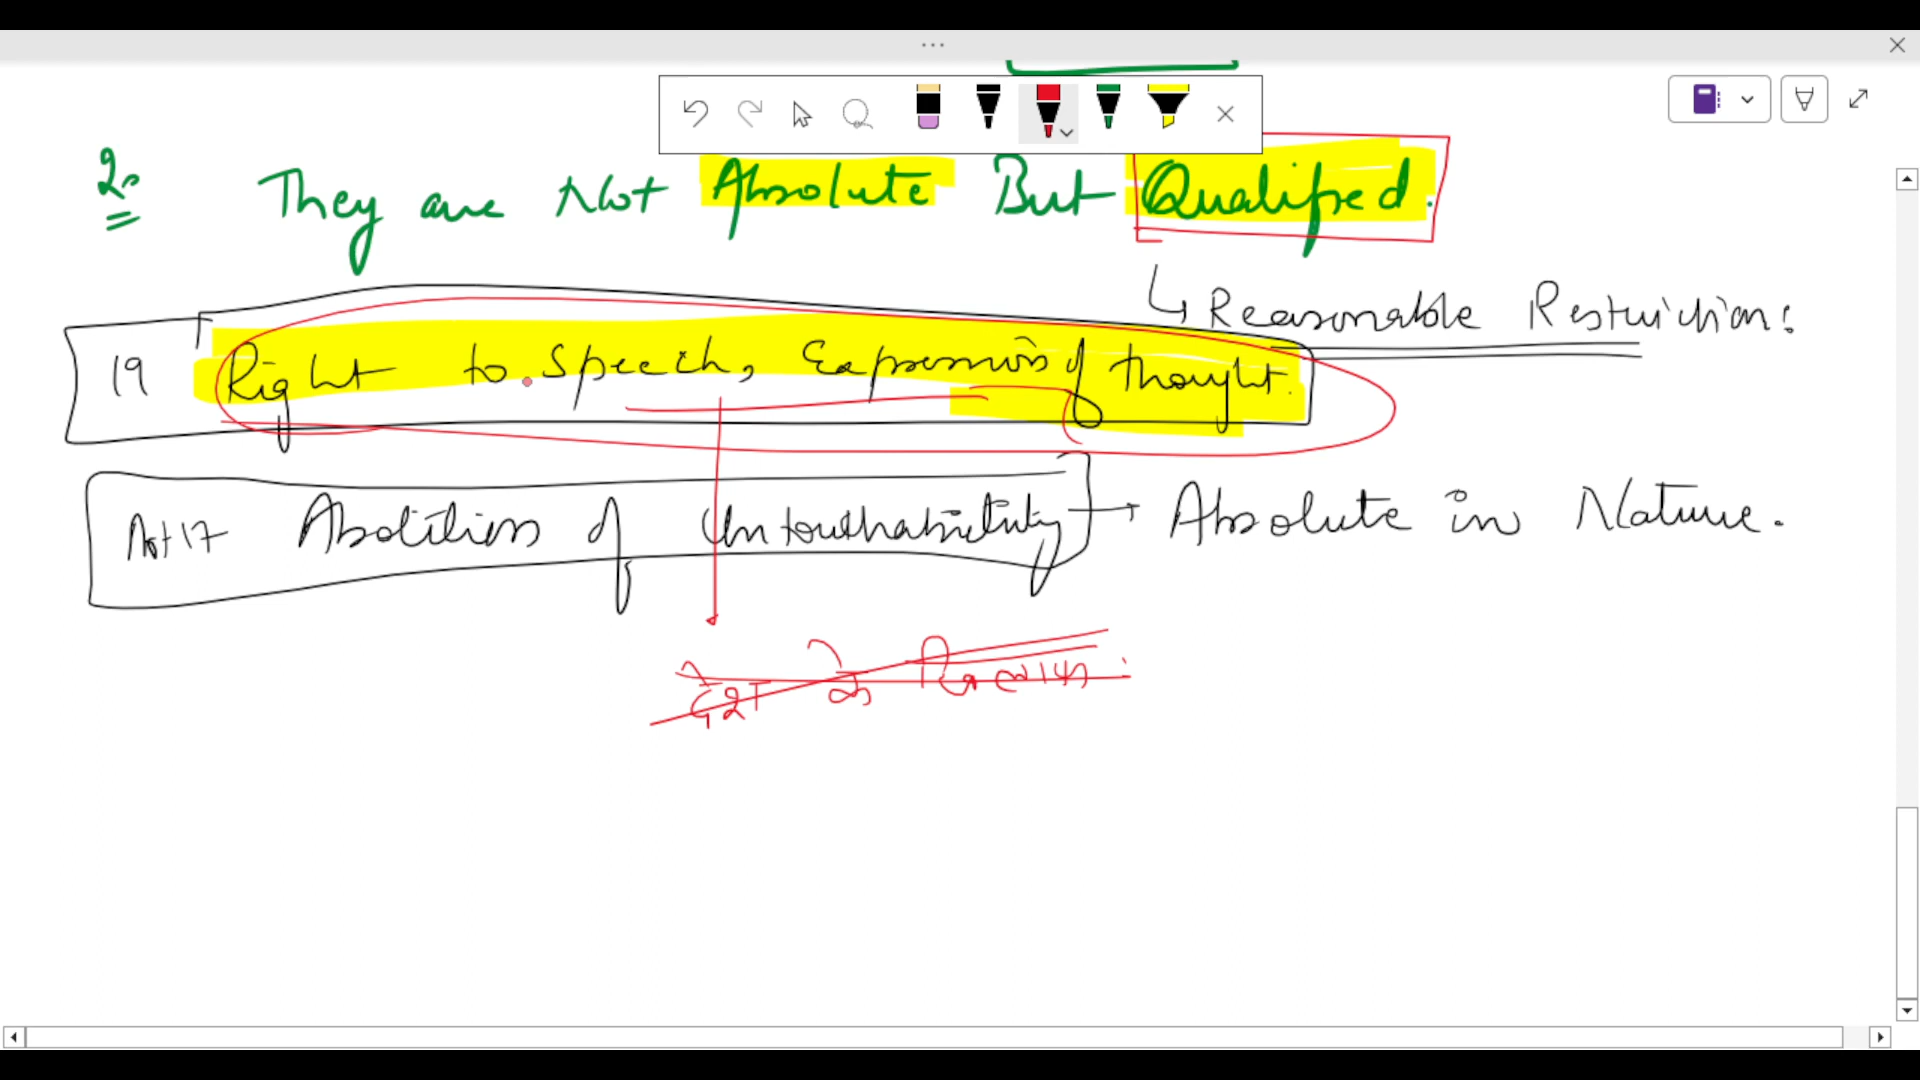 2. They are Not Absolute But Qualified.
↳ Reasonable Restriction:
19 Right to Speech, Expression of thought.
Art 17 Abolition of Untouchability → Absolute in Nature.